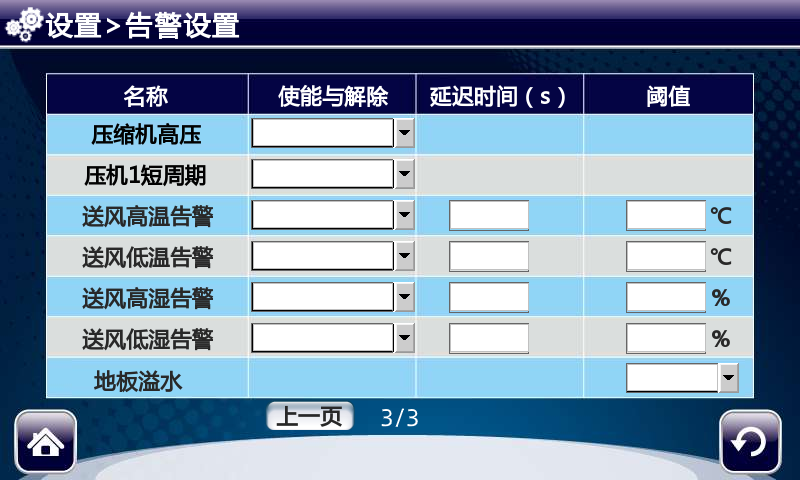 设置>告警设置
名称 使能与解除 延迟时间（s） 阈值
压缩机高压
压机1短周期
送风高温告警 ℃
送风低温告警 ℃
送风高湿告警 %
送风低湿告警 %
地板溢水
上一页 3/3